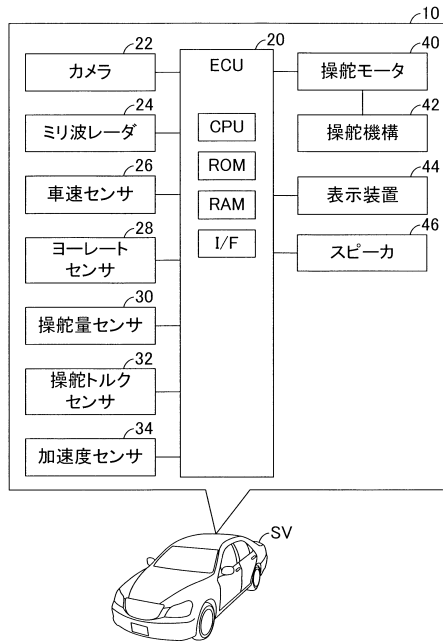 10
22
カメラ
24
ミリ波レーダ
26
車速センサ
28
ヨーレート
センサ
30
操舵量センサ
32
操舵トルク
センサ
34
加速度センサ
20
ECU
CPU
ROM
RAM
I/F
40
操舵モータ
42
操舵機構
44
表示装置
46
スピーカ
SV